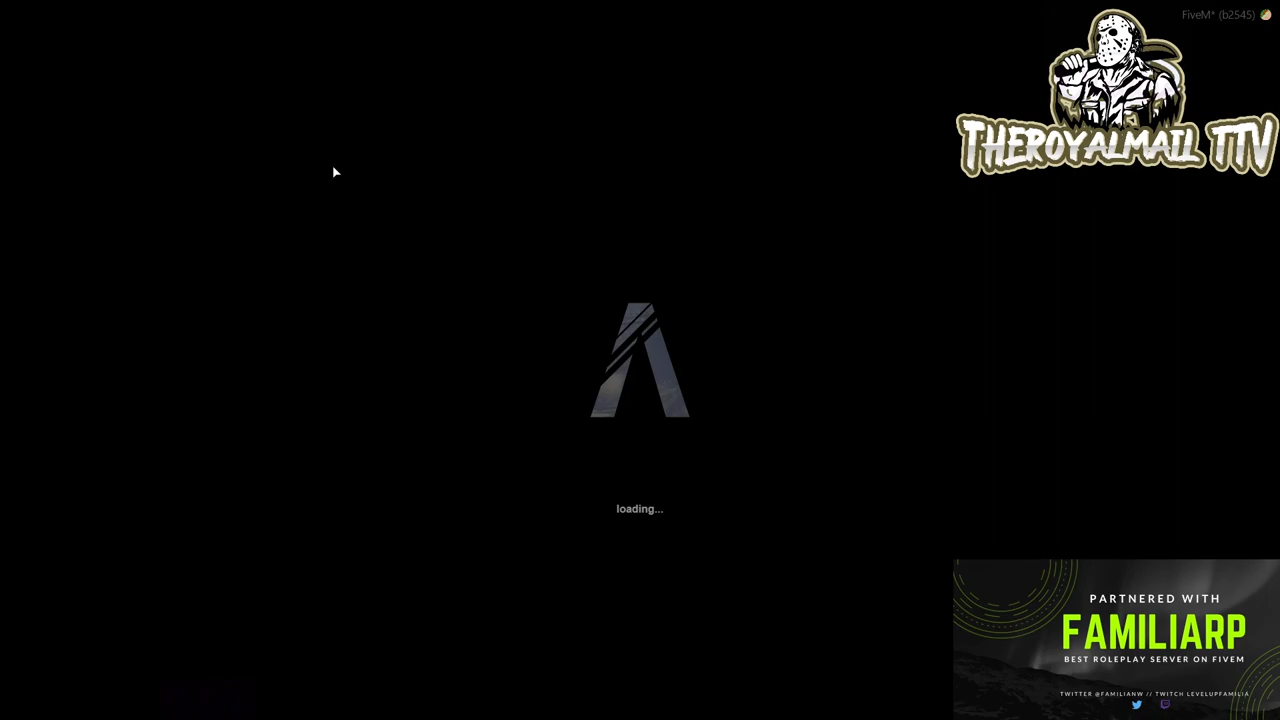 FiveM* (b2545)
THEROYALMAIL TTV
loading...
PARTNERED WITH
FAMILIARP
BEST ROLEPLAY SERVER ON FIVEM
TWITTER @FAMILIANW // TWITCH LEVELUPFAMILIA